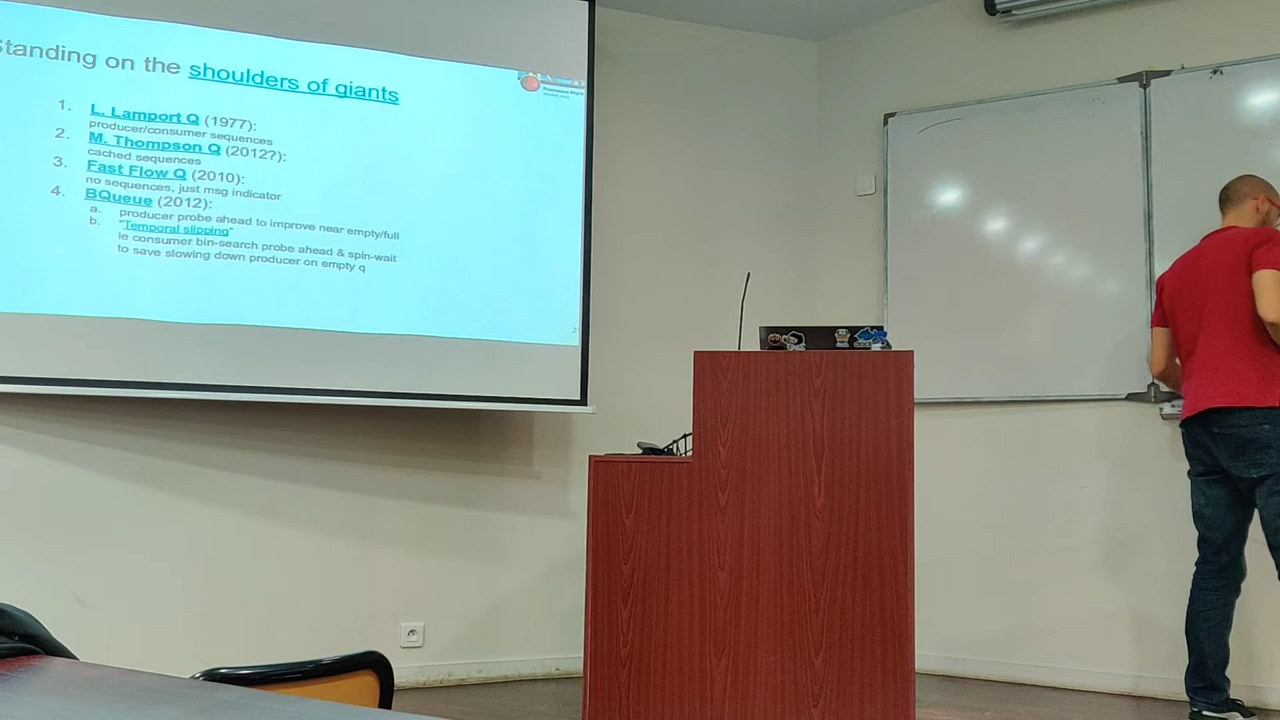 Standing on the shoulders of giants
1. L. Lamport Q (1977):
producer/consumer sequences
2. M. Thompson Q (2012?):
cached sequences
3. Fast Flow Q (2010):
no sequences, just msg indicator
4. BQueue (2012):
a. producer probe ahead to improve near empty/full
b. "Temporal slipping"
ie consumer bin-search probe ahead & spin-wait
to save slowing down producer on empty q